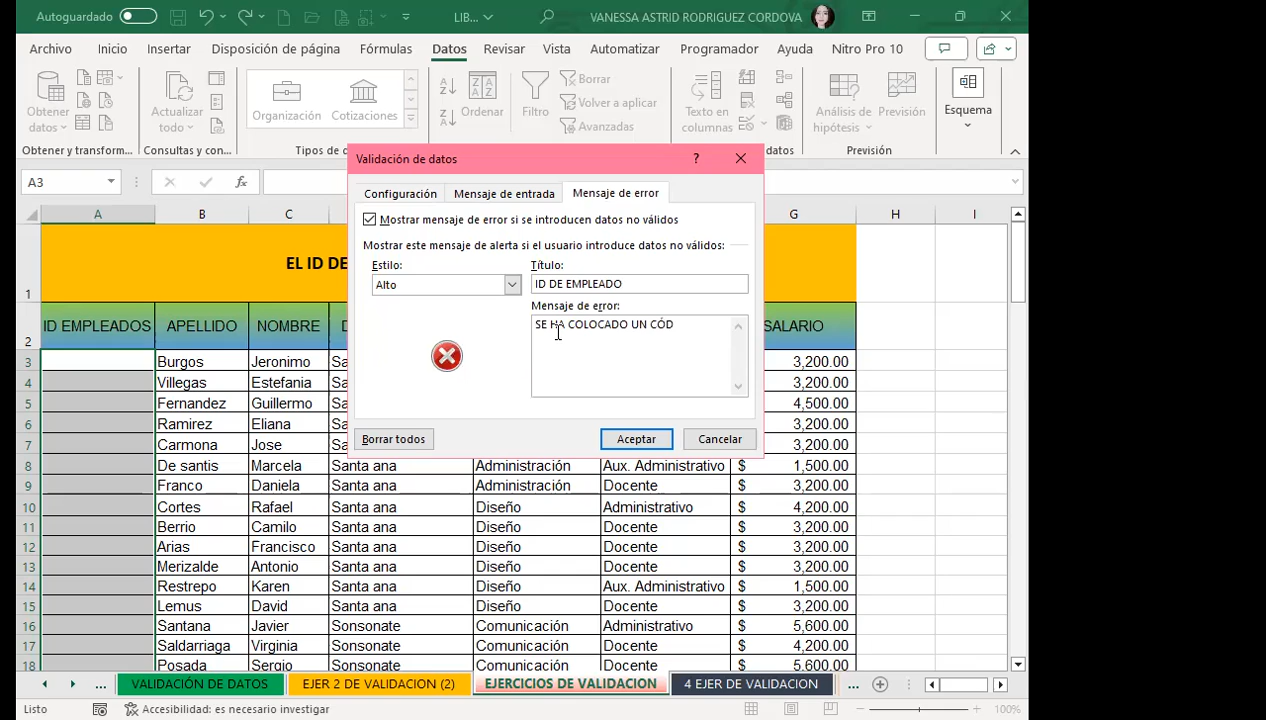 Autoguardado LIB... VANESSA ASTRID RODRIGUEZ CORDOVA
Archivo Inicio Insertar Disposición de página Fórmulas Datos Revisar Vista Automatizar Programador Ayuda Nitro Pro 10
Obtener datos
Actualizar todo
Organización Cotizaciones
Ordenar
Filtro
Borrar
Volver a aplicar
Avanzadas
Texto en columnas
Análisis de hipótesis
Previsión
Esquema
Obtener y transform... Consultas y con... Tipos de datos Previsión
A3 fx
Validación de datos ?
Configuración Mensaje de entrada Mensaje de error
Mostrar mensaje de error si se introducen datos no válidos
Mostrar este mensaje de alerta si el usuario introduce datos no válidos:
Estilo: Título:
Alto ID DE EMPLEADO
Mensaje de error:
SE HA COLOCADO UN CÓD
Borrar todos Aceptar Cancelar
A B C G H I
1 EL ID DE
2 ID EMPLEADOS APELLIDO NOMBRE SALARIO
3 Burgos Jeronimo $ 3,200.00
4 Villegas Estefania $ 3,200.00
5 Fernandez Guillermo $ 4,500.00
6 Ramirez Eliana $ 3,200.00
7 Carmona Jose $ 3,200.00
8 De santis Marcela Santa ana Administración Aux. Administrativo $ 1,500.00
9 Franco Daniela Santa ana Administración Docente $ 3,200.00
10 Cortes Rafael Santa ana Diseño Administrativo $ 4,200.00
11 Berrio Camilo Santa ana Diseño Docente $ 3,200.00
12 Arias Francisco Santa ana Diseño Docente $ 3,200.00
13 Merizalde Antonio Santa ana Diseño Docente $ 3,200.00
14 Restrepo Karen Santa ana Diseño Aux. Administrativo $ 1,500.00
15 Lemus David Santa ana Diseño Docente $ 3,200.00
16 Santana Javier Sonsonate Comunicación Administrativo $ 5,600.00
17 Saldarriaga Virginia Sonsonate Comunicación Docente $ 4,200.00
18 Posada Sergio Sonsonate Comunicación Docente $ 5,600.00
... VALIDACIÓN DE DATOS EJER 2 DE VALIDACION (2) EJERCICIOS DE VALIDACION 4 EJER DE VALIDACION ...
Listo Accesibilidad: es necesario investigar 100%